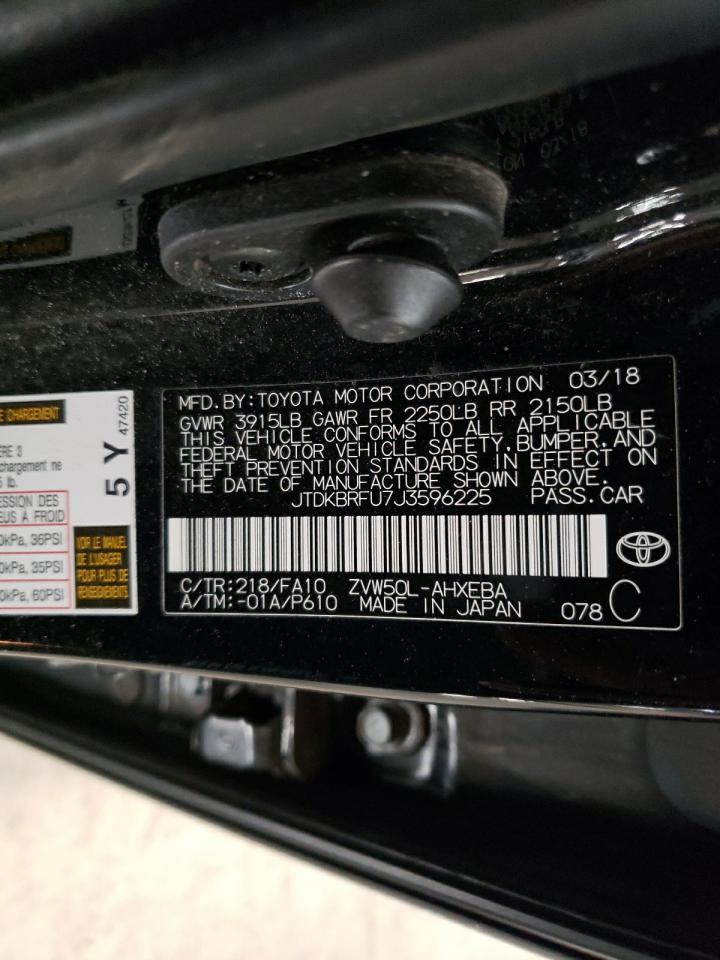 MFD. BY: TOYOTA MOTOR CORPORATION 03/18
GVWR 3915LB GAWR FR 2250LB RR 2150LB
THIS VEHICLE CONFORMS TO ALL APPLICABLE
FEDERAL MOTOR VEHICLE SAFETY, BUMPER, AND
THEFT PREVENTION STANDARDS IN EFFECT ON
THE DATE OF MANUFACTURE SHOWN ABOVE.
JTDKBRFU7J3596225 PASS.CAR
C/TR:218/FA10 ZVW50L-AHXEBA
A/TM:-01A/P610 MADE IN JAPAN 078 C
E CHARGEMENT
ÈRE 3
chargement ne
lb.
ESSION DES
EUS À FROID
0kPa, 36PSI
0kPa, 35PSI
0kPa, 60PSI
5 Y
47420
VOIR LE MANUEL
DE L'USAGER
POUR PLUS DE
RENSEIGNEMENTS